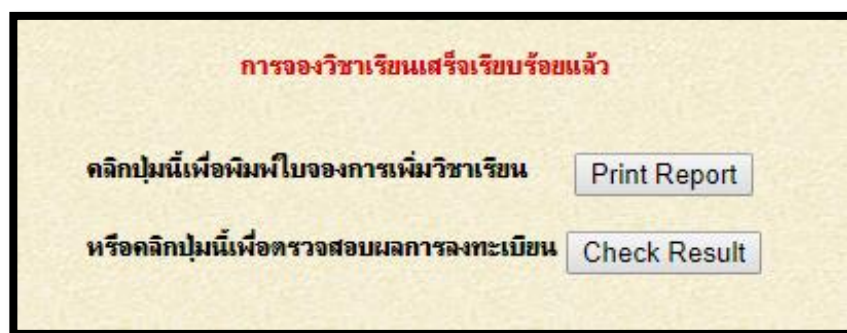 การจองวิชาเรียนเสร็จเรียบร้อยแล้ว
คลิกปุ่มนี้เพื่อพิมพ์ใบจองการเพิ่มวิชาเรียน Print Report
หรือคลิกปุ่มนี้เพื่อตรวจสอบผลการลงทะเบียน Check Result